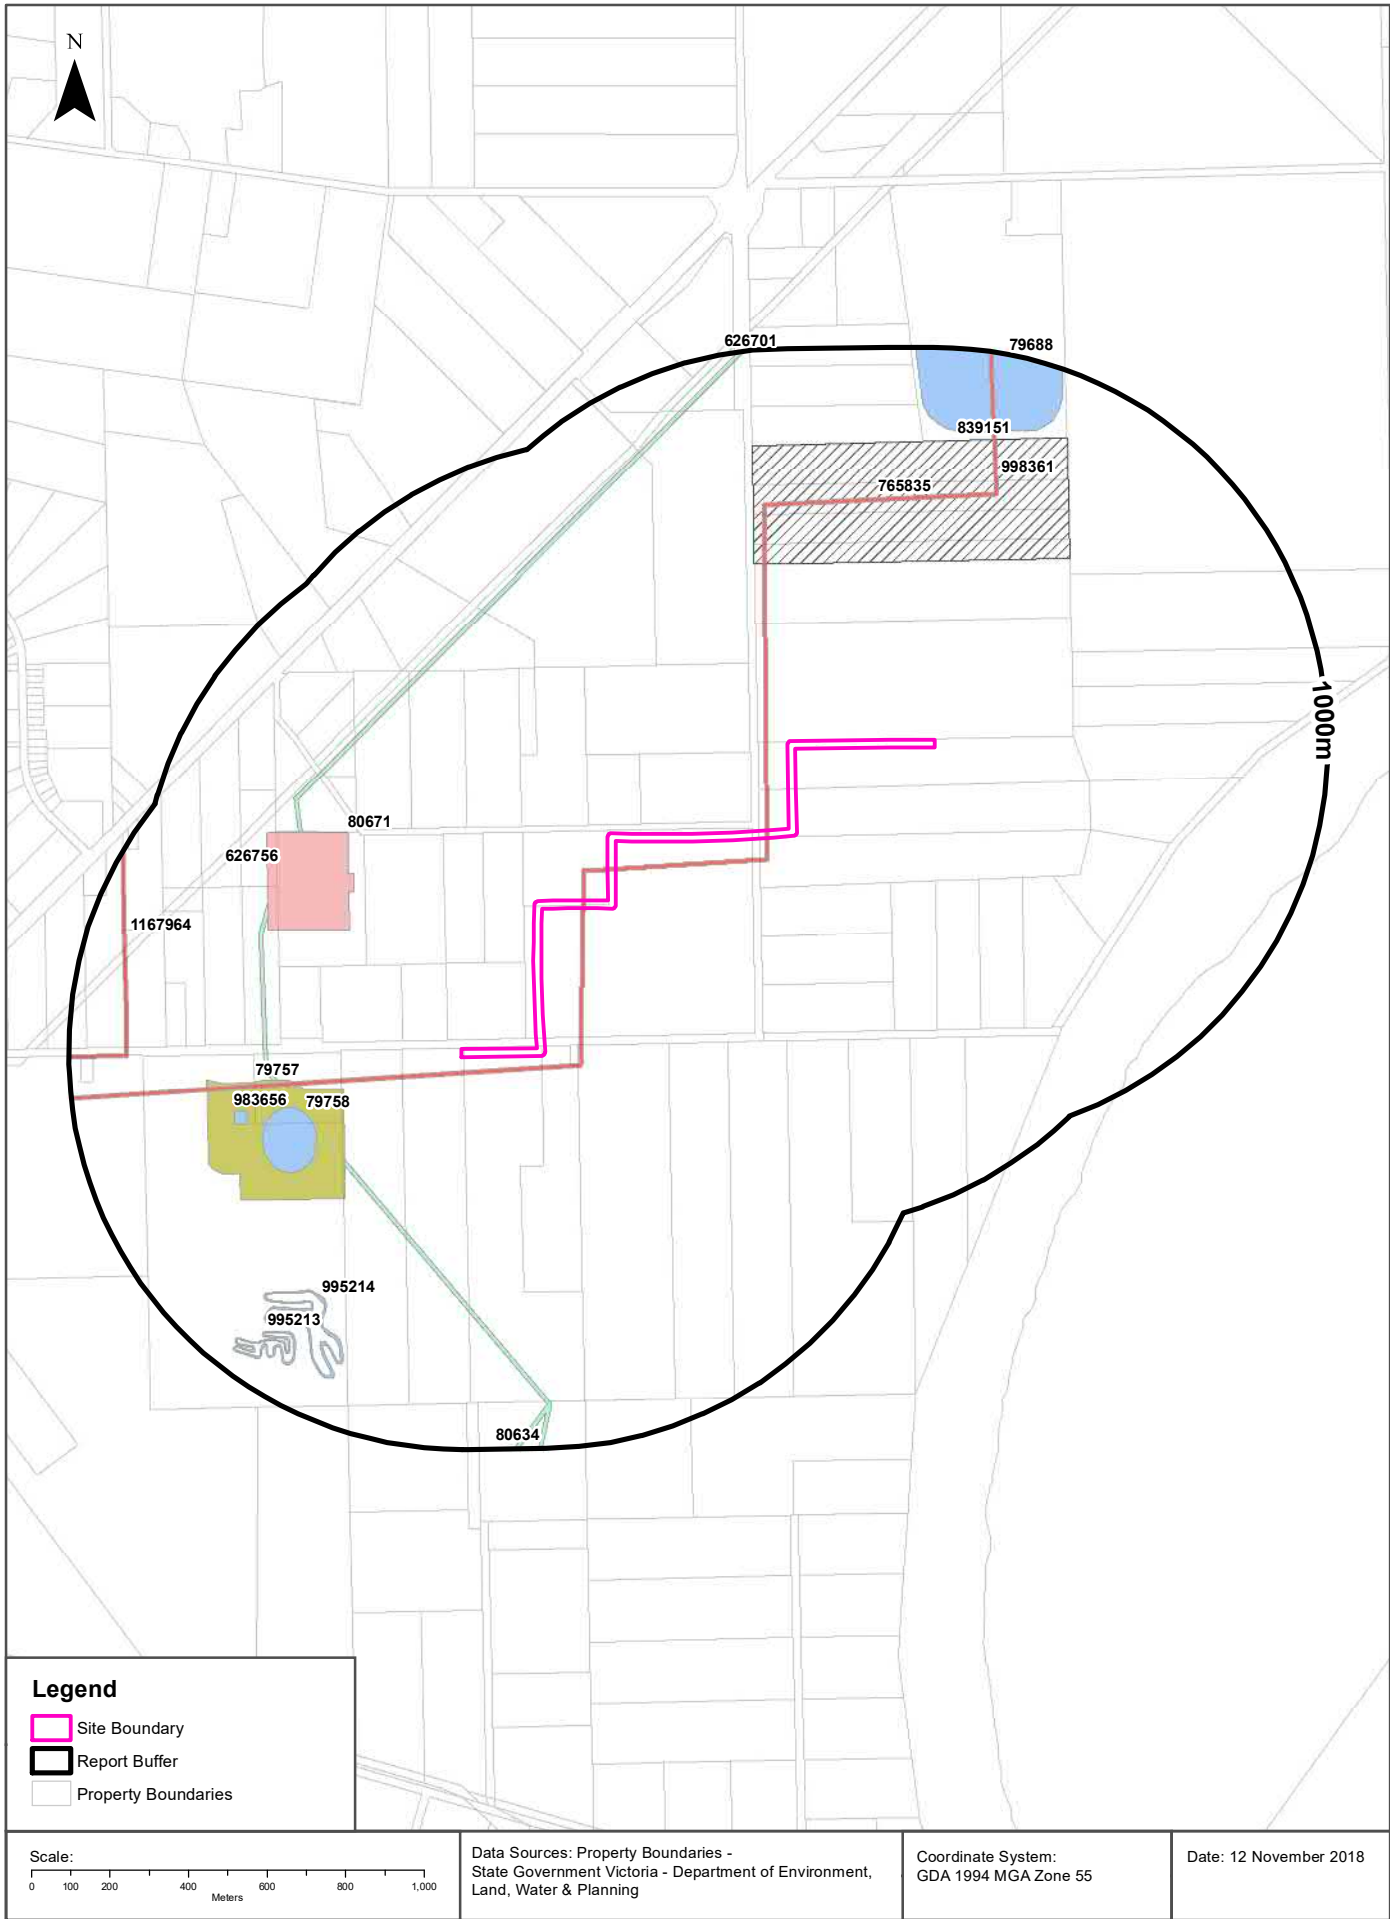 N
626701
79688
839151
998361
765835
1000m
80671
626756
1167964
79757
983656
79758
995214
995213
80634
Legend
Site Boundary
Report Buffer
Property Boundaries
Scale:
0 100 200 400 600 800 1,000
Meters
Data Sources: Property Boundaries -
State Government Victoria - Department of Environment,
Land, Water & Planning
Coordinate System:
GDA 1994 MGA Zone 55
Date: 12 November 2018